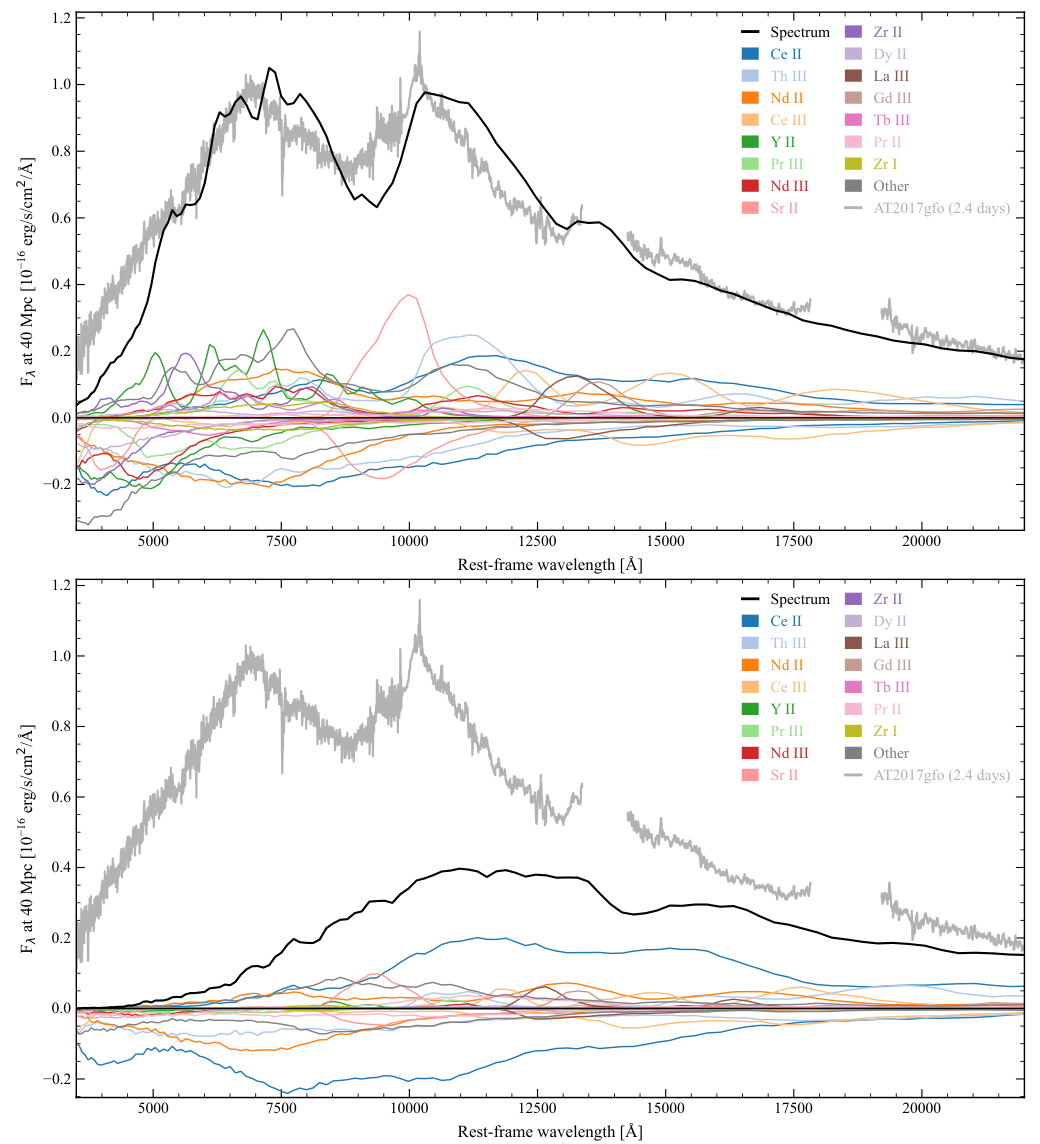 1.2
1.0
0.8
0.6
0.4
0.2
0.0
−0.2
F_λ at 40 Mpc [10⁻¹⁶ erg/s/cm²/Å]
Spectrum
Ce II
Th III
Nd II
Ce III
Y II
Pr III
Nd III
Sr II
Zr II
Dy II
La III
Gd III
Tb III
Pr II
Zr I
Other
AT2017gfo (2.4 days)
5000 7500 10000 12500 15000 17500 20000
Rest-frame wavelength [Å]
1.2
1.0
0.8
0.6
0.4
0.2
0.0
−0.2
F_λ at 40 Mpc [10⁻¹⁶ erg/s/cm²/Å]
Spectrum
Ce II
Th III
Nd II
Ce III
Y II
Pr III
Nd III
Sr II
Zr II
Dy II
La III
Gd III
Tb III
Pr II
Zr I
Other
AT2017gfo (2.4 days)
5000 7500 10000 12500 15000 17500 20000
Rest-frame wavelength [Å]